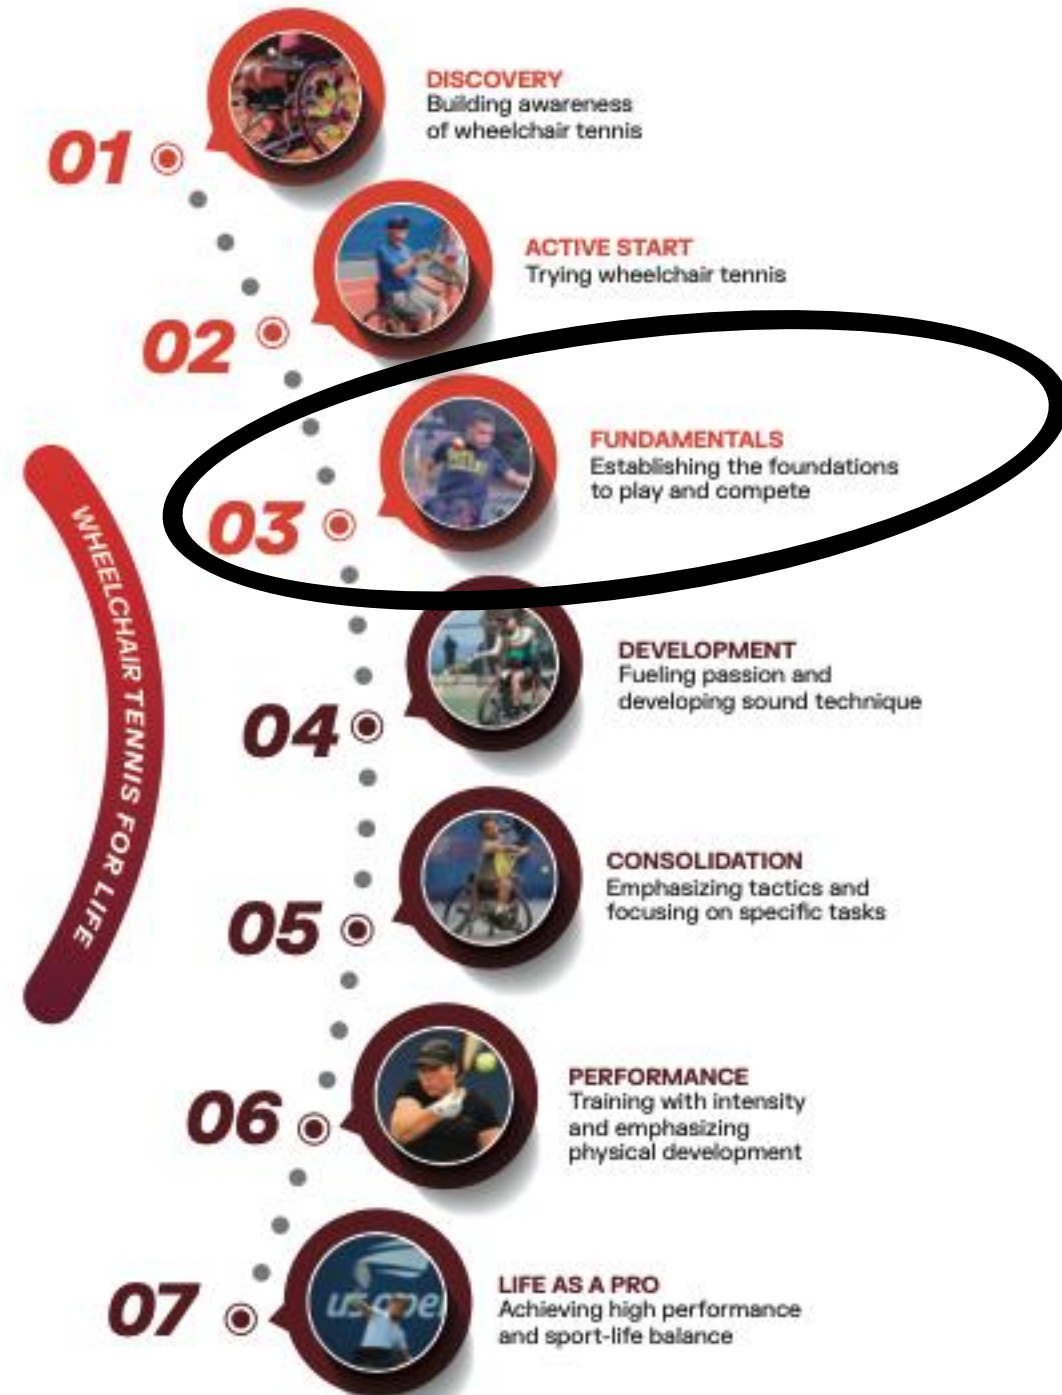 01
DISCOVERY
Building awareness
of wheelchair tennis
02
ACTIVE START
Trying wheelchair tennis
03
FUNDAMENTALS
Establishing the foundations
to play and compete
WHEELCHAIR TENNIS FOR LIFE
04
DEVELOPMENT
Fueling passion and
developing sound technique
05
CONSOLIDATION
Emphasizing tactics and
focusing on specific tasks
06
PERFORMANCE
Training with intensity
and emphasizing
physical development
07
us
LIFE AS A PRO
Achieving high performance
and sport-life balance